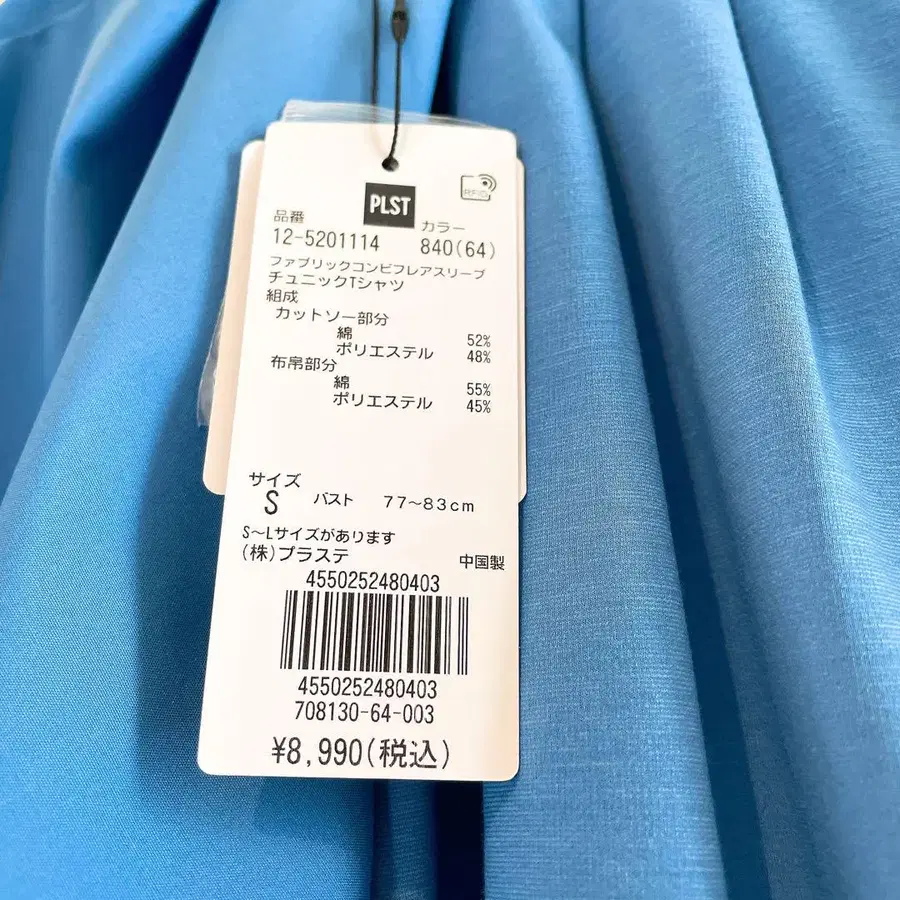 RFID
PLST
品番 カラー
12-5201114 840(64)
ファブリックコンビフレアスリーブ
チュニックTシャツ
組成
カットソー部分
綿 52%
ポリエステル 48%
布帛部分
綿 55%
ポリエステル 45%
サイズ
S バスト 77～83cm
S～Lサイズがあります
(株)プラステ 中国製
4550252480403
4550252480403
708130-64-003
¥8,990(税込)